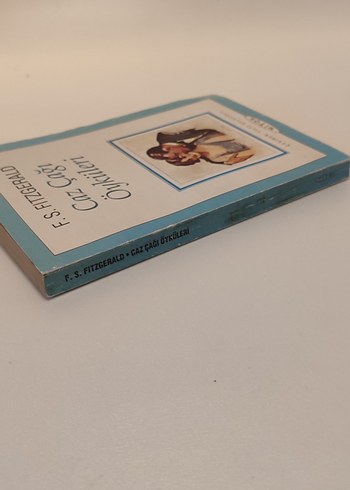 F. S. FITZGERALD
Caz Çağı
Öyküleri
F. S. FITZGERALD • CAZ ÇAĞI ÖYKÜLERİ